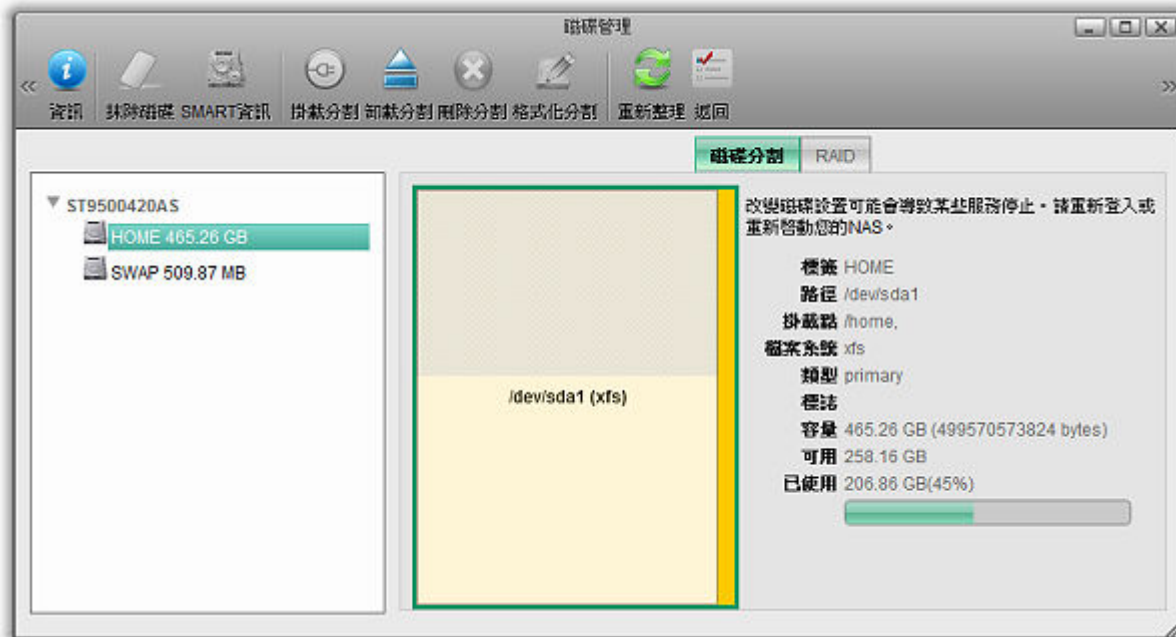 磁碟管理
«
資訊 抹除磁碟 SMART資訊 掛載分割 卸載分割 刪除分割 格式化分割 重新整理 返回
»
磁碟分割 RAID
ST9500420AS
HOME 465.26 GB
SWAP 509.87 MB
/dev/sda1 (xfs)
改變磁碟設置可能會導致某些服務停止。請重新登入或
重新啓動您的NAS。
標籤 HOME
路徑 /dev/sda1
掛載點 /home,
檔案系統 xfs
類型 primary
標誌
容量 465.26 GB (499570573824 bytes)
可用 258.16 GB
已使用 206.86 GB(45%)